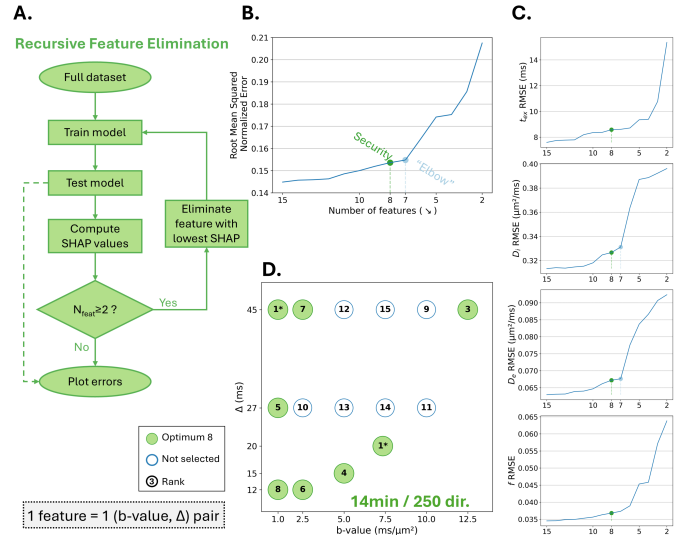 A.
Recursive Feature Elimination
Full dataset
Train model
Test model
Compute
SHAP values
Eliminate
feature with
lowest SHAP
N_feat≥2 ?
Yes
No
Plot errors
Optimum 8
Not selected
3 Rank
1 feature = 1 (b-value, Δ) pair
B.
Root Mean Squared
Normalized Error
0.21
0.20
0.19
0.18
0.17
0.16
0.15
0.14
Security
"Elbow"
15
10
8
7
5
2
Number of features (↘)
C.
t_ex RMSE (ms)
14
12
10
8
15
10
8
7
5
2
D_i RMSE (μm²/ms)
0.40
0.38
0.36
0.34
0.32
15
10
8
7
5
2
D_e RMSE (μm²/ms)
0.090
0.085
0.080
0.075
0.070
0.065
15
10
8
7
5
2
f RMSE
0.065
0.060
0.055
0.050
0.045
0.040
0.035
15
10
8
7
5
2
D.
Δ (ms)
45
27
20
15
12
1*
7
12
15
9
3
5
10
13
14
11
1*
4
8
6
14min / 250 dir.
1.0
2.5
5.0
7.5
10.0
12.5
b-value (ms/μm²)